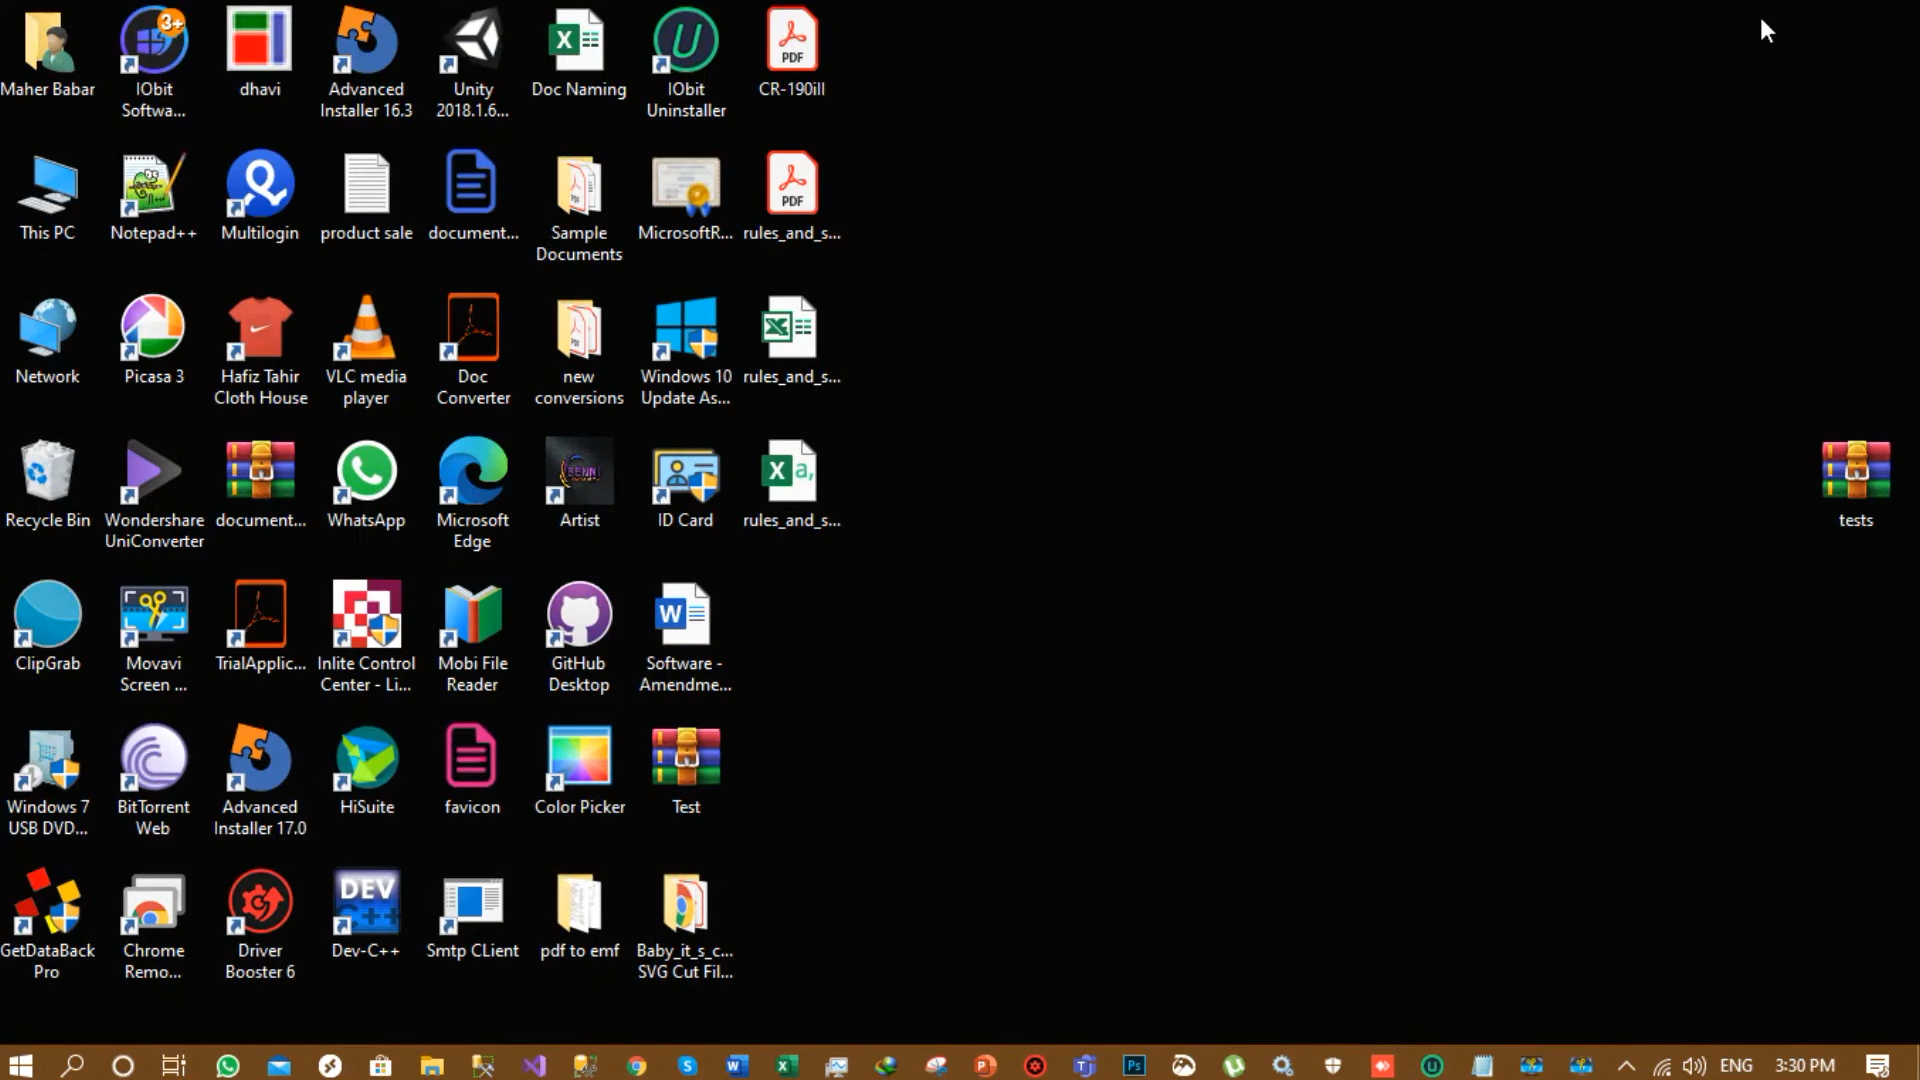 Maher Babar
IObit
Softwa...
dhavi
Advanced
Installer 16.3
Unity
2018.1.6...
Doc Naming
IObit
Uninstaller
PDF
CR-190ill
This PC
Notepad++
Multilogin
product sale
document...
Sample
Documents
MicrosoftR...
PDF
rules_and_s...
Network
Picasa 3
Hafiz Tahir
Cloth House
VLC media
player
Doc
Converter
new
conversions
Windows 10
Update As...
rules_and_s...
Recycle Bin
Wondershare
UniConverter
document...
WhatsApp
Microsoft
Edge
Artist
ID Card
rules_and_s...
tests
ClipGrab
Movavi
Screen ...
TrialApplic...
Inlite Control
Center - Li...
Mobi File
Reader
GitHub
Desktop
Software -
Amendme...
Windows 7
USB DVD...
BitTorrent
Web
Advanced
Installer 17.0
HiSuite
favicon
Color Picker
Test
GetDataBack
Pro
Chrome
Remo...
Driver
Booster 6
DEV
C++
Dev-C++
Smtp CLient
pdf to emf
Baby_it_s_c...
SVG Cut Fil...
ENG
3:30 PM